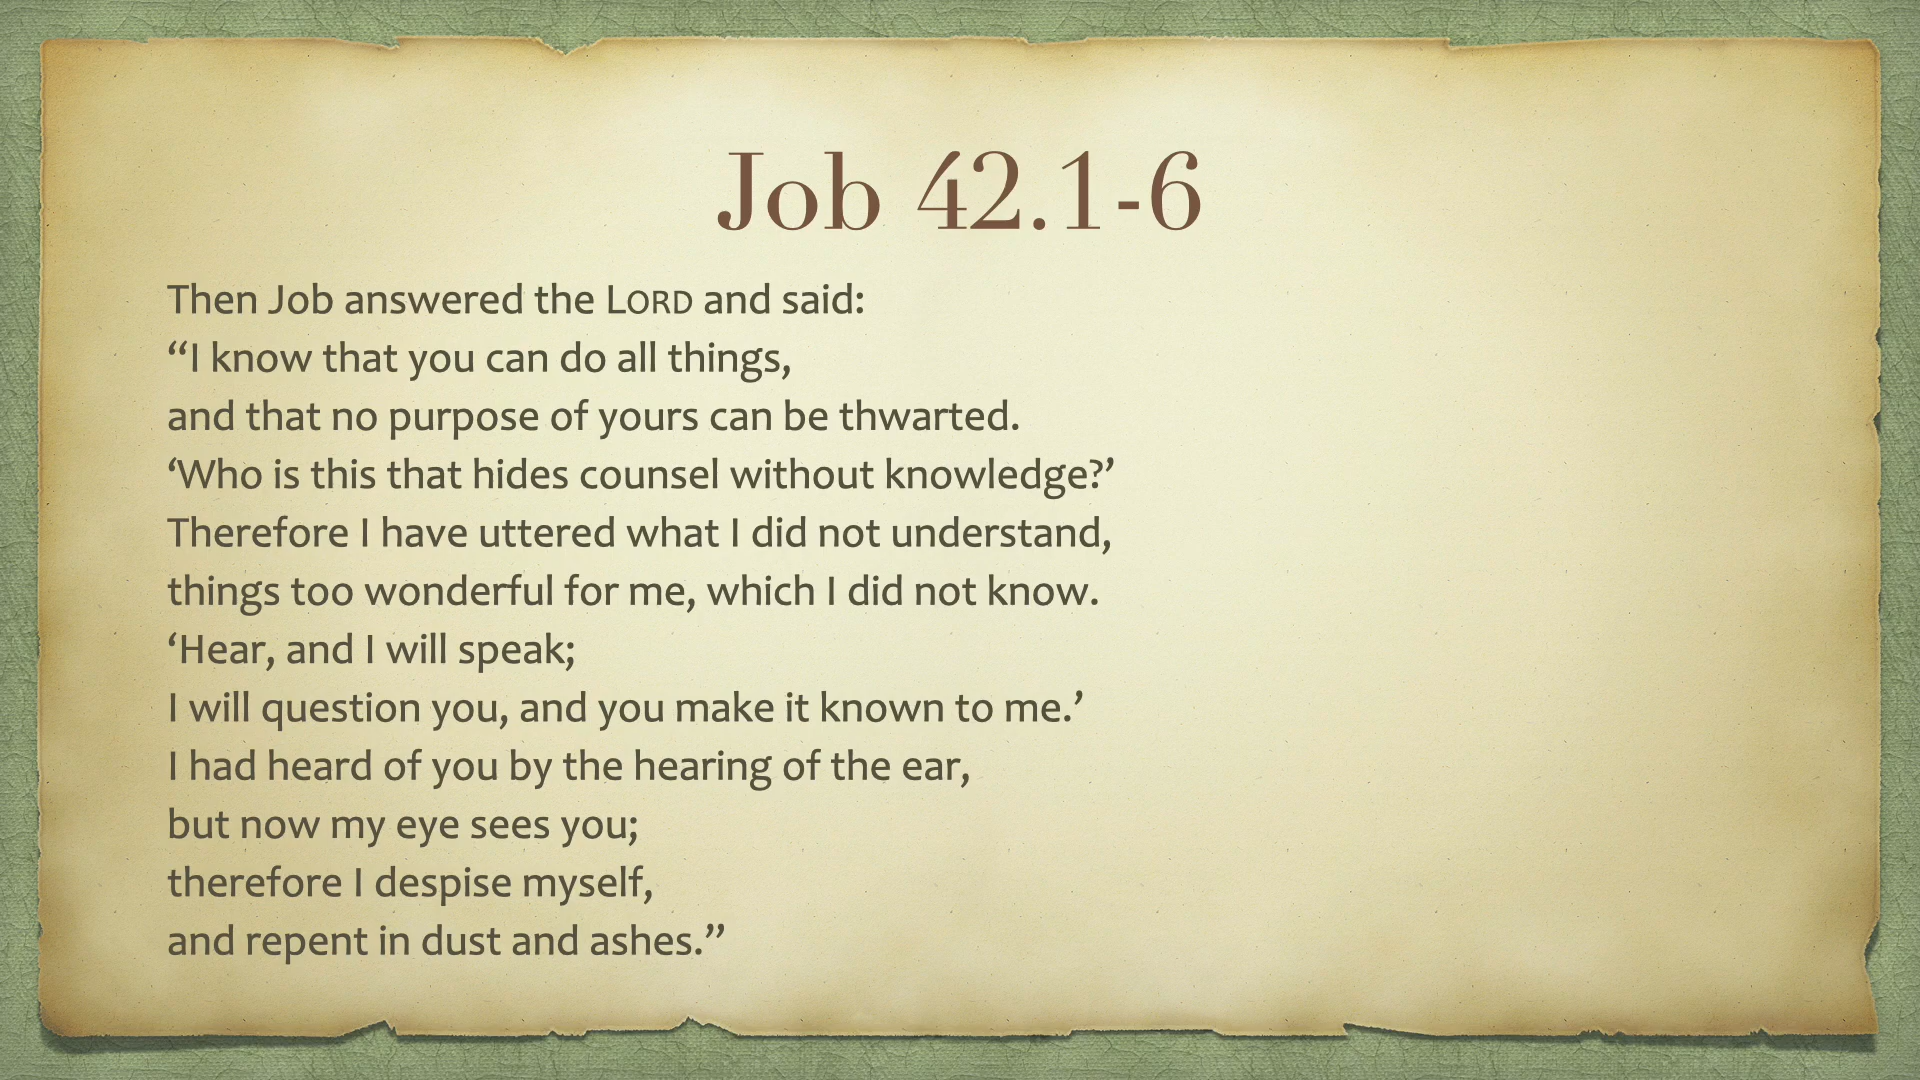 Job 42.1-6
Then Job answered the LORD and said:
“I know that you can do all things,
and that no purpose of yours can be thwarted.
‘Who is this that hides counsel without knowledge?’
Therefore I have uttered what I did not understand,
things too wonderful for me, which I did not know.
‘Hear, and I will speak;
I will question you, and you make it known to me.’
I had heard of you by the hearing of the ear,
but now my eye sees you;
therefore I despise myself,
and repent in dust and ashes.”